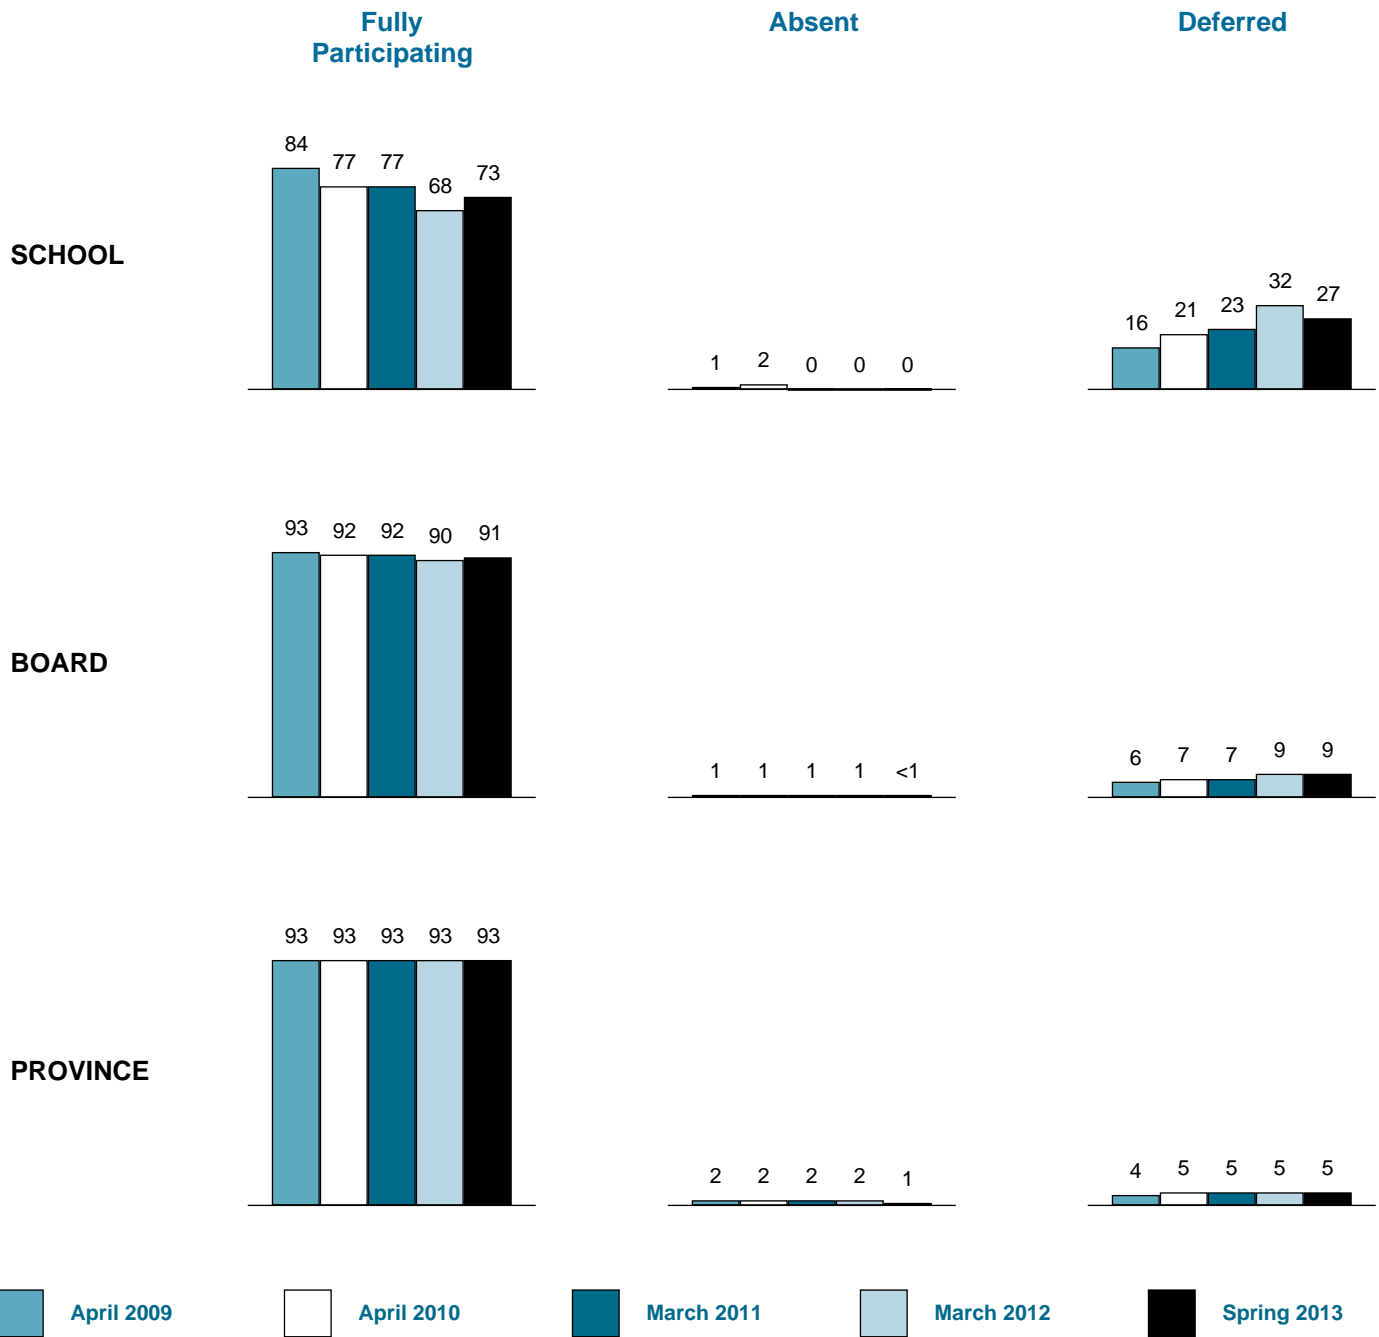 Fully
Participating
Absent
Deferred
SCHOOL
84 77 77 68 73
1 2 0 0 0
16 21 23 32 27
BOARD
93 92 92 90 91
1 1 1 1 <1
6 7 7 9 9
PROVINCE
93 93 93 93 93
2 2 2 2 1
4 5 5 5 5
April 2009 April 2010 March 2011 March 2012 Spring 2013